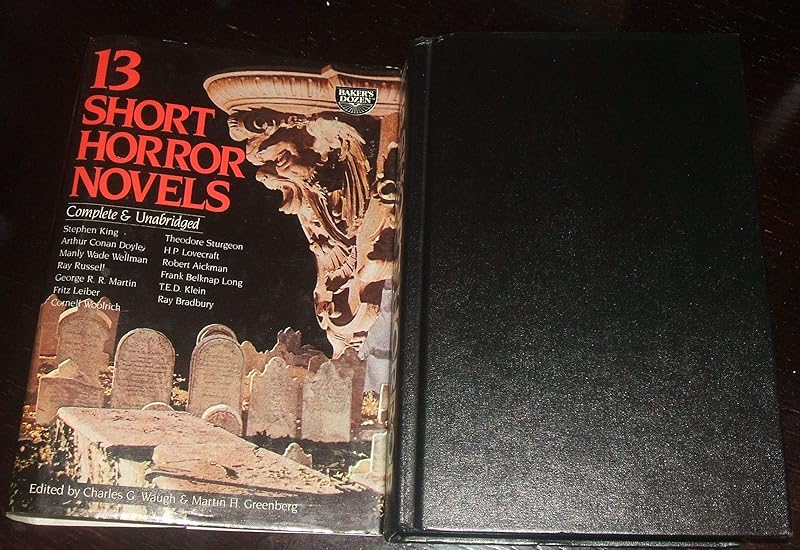 13
SHORT
HORROR
NOVELS
BAKER'S
DOZEN
Complete & Unabridged
Stephen King
Arthur Conan Doyle
Manly Wade Wellman
Ray Russell
George R. R. Martin
Fritz Leiber
Cornell Woolrich
Theodore Sturgeon
H.P. Lovecraft
Robert Aickman
Frank Belknap Long
T.E.D. Klein
Ray Bradbury
Edited by Charles G. Waugh & Martin H. Greenberg